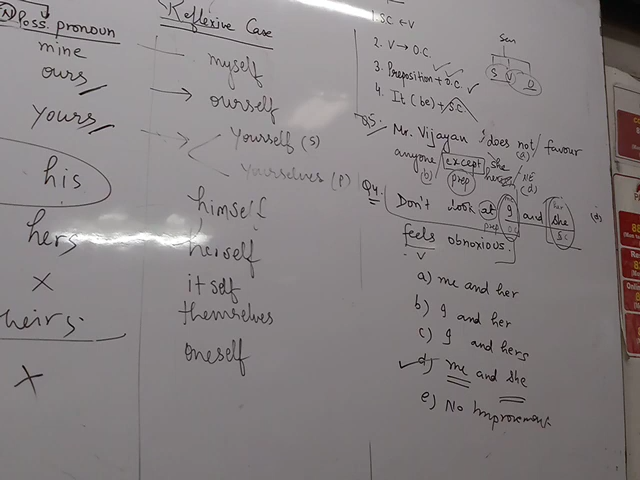 Poss. pronoun
mine
ours
yours
his
hers
X
theirs.
X
Reflexive Case
myself
ourself
Yourself (S)
Yourselves (P)
himself
herself
itself
themselves
oneself
1. SC ← V
2. V → O.C.
3. Preposition + O.C.
4. It (be) + S.C.
Sen
S V O
Q5. Mr. Vijayan / does not / favour
(a)
anyone / except she
(b) prep her / NE
(d)
Q4. Don't look at I and she (d)
prep O.C S.C
feels obnoxious.
V
a) me and her
b) I and her
c) I and hers
d) me and she
e) No Improvement